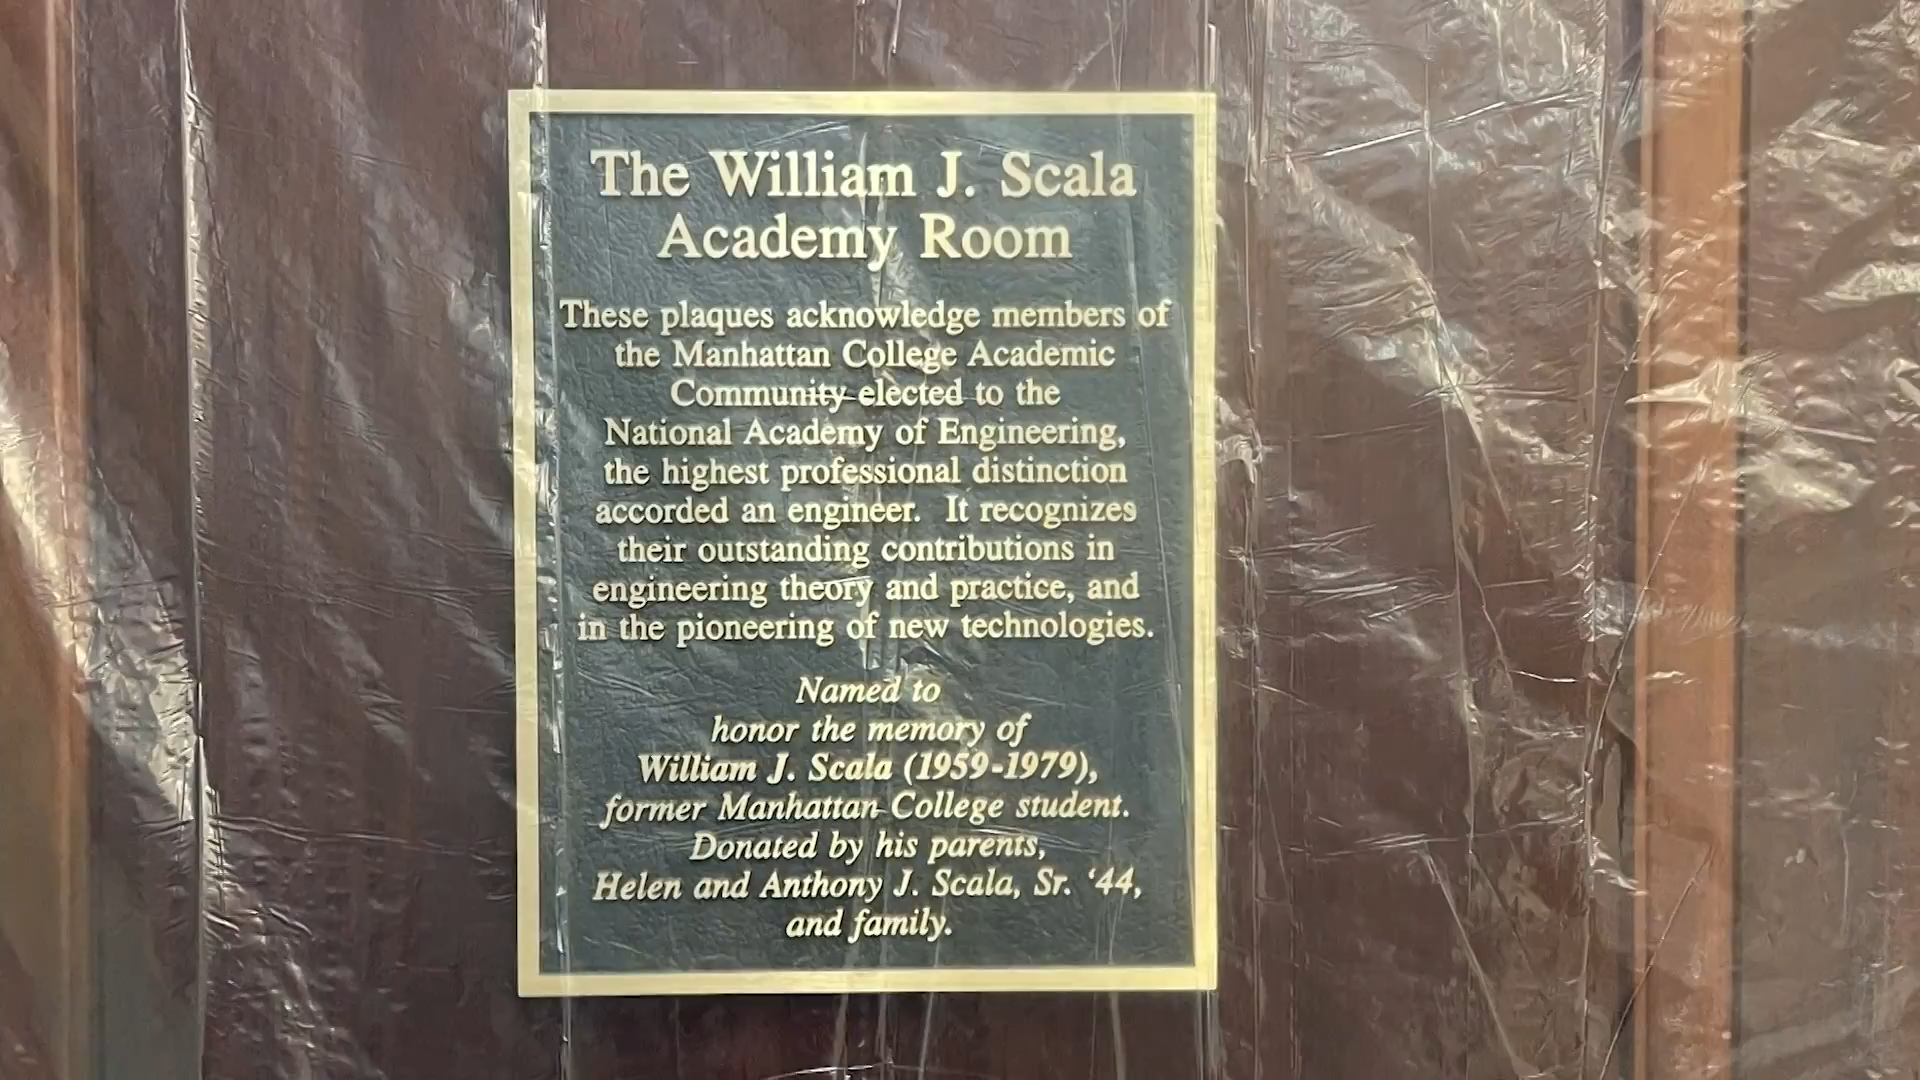 The William J. Scala
Academy Room
These plaques acknowledge members of
the Manhattan College Academic
Community elected to the
National Academy of Engineering,
the highest professional distinction
accorded an engineer. It recognizes
their outstanding contributions in
engineering theory and practice, and
in the pioneering of new technologies.
Named to
honor the memory of
William J. Scala (1959-1979),
former Manhattan College student.
Donated by his parents,
Helen and Anthony J. Scala, Sr. ‘44,
and family.